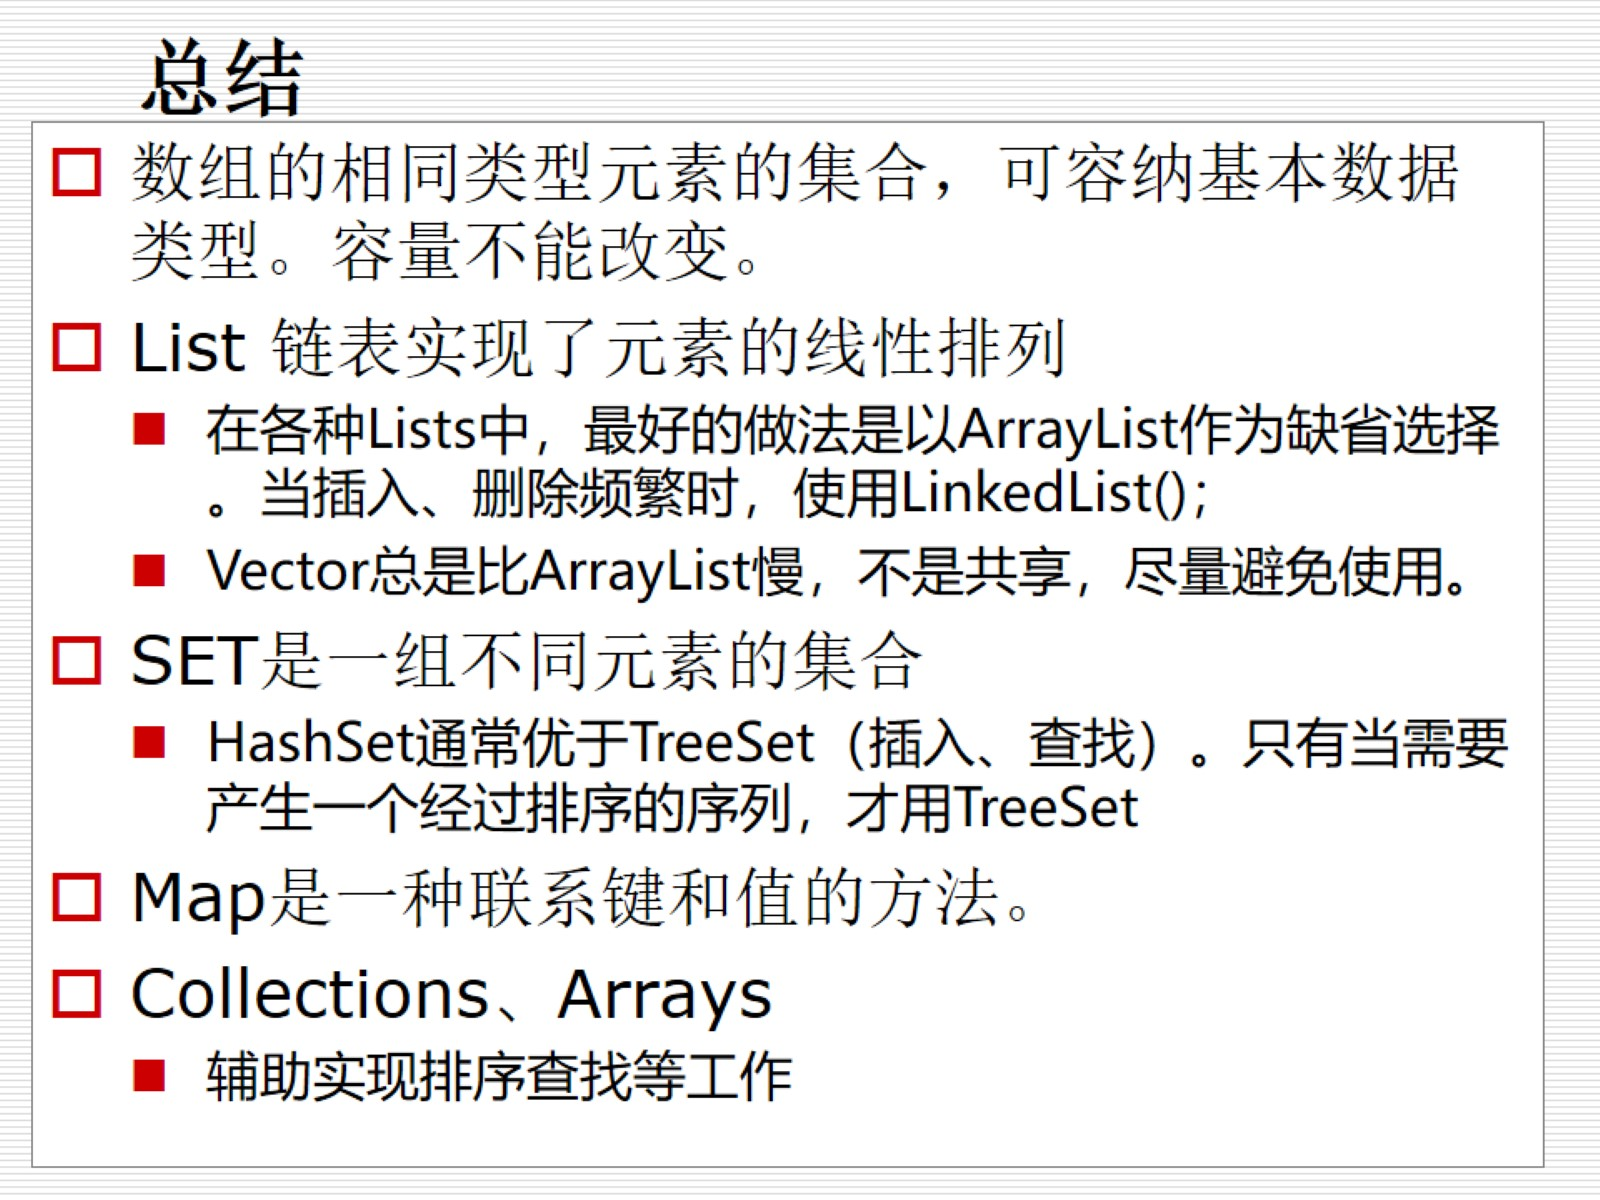 总结
数组的相同类型元素的集合，可容纳基本数据
类型。容量不能改变。
List 链表实现了元素的线性排列
在各种Lists中，最好的做法是以ArrayList作为缺省选择
。当插入、删除频繁时，使用LinkedList()；
Vector总是比ArrayList慢，不是共享，尽量避免使用。
SET是一组不同元素的集合
HashSet通常优于TreeSet（插入、查找）。只有当需要
产生一个经过排序的序列，才用TreeSet
Map是一种联系键和值的方法。
Collections、Arrays
辅助实现排序查找等工作